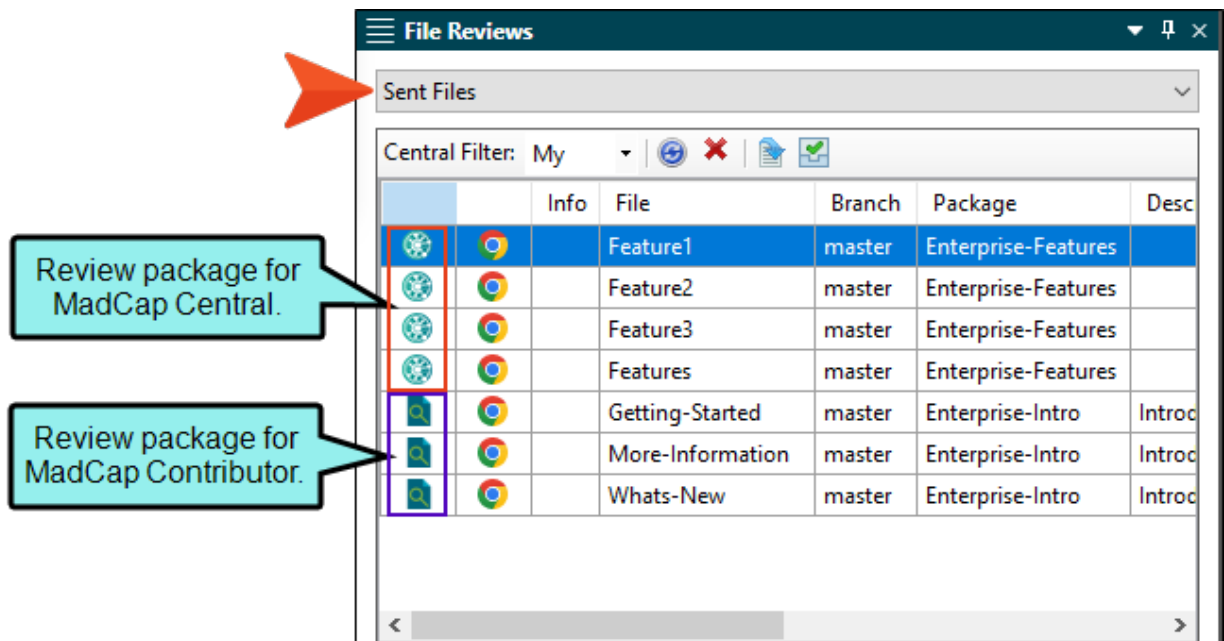 File Reviews
Sent Files
Central Filter: My
Info File Branch Package Desc
Feature1 master Enterprise-Features
Review package for
MadCap Central.
Feature2 master Enterprise-Features
Feature3 master Enterprise-Features
Features master Enterprise-Features
Review package for
MadCap Contributor.
Getting-Started master Enterprise-Intro Introd
More-Information master Enterprise-Intro Introd
Whats-New master Enterprise-Intro Introd